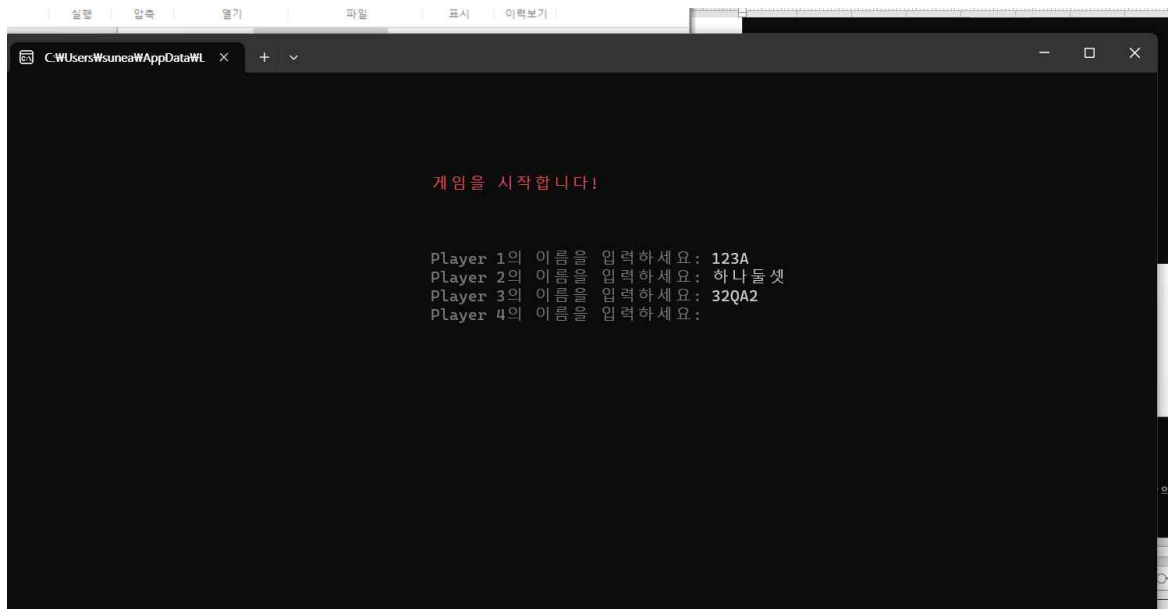 실행 압축 열기 파일 표시 이력보기
C:₩Users₩sunea₩AppData₩L
게임을 시작합니다!
Player 1의 이름을 입력하세요: 123A
Player 2의 이름을 입력하세요: 하나둘셋
Player 3의 이름을 입력하세요: 32QA2
Player 4의 이름을 입력하세요: